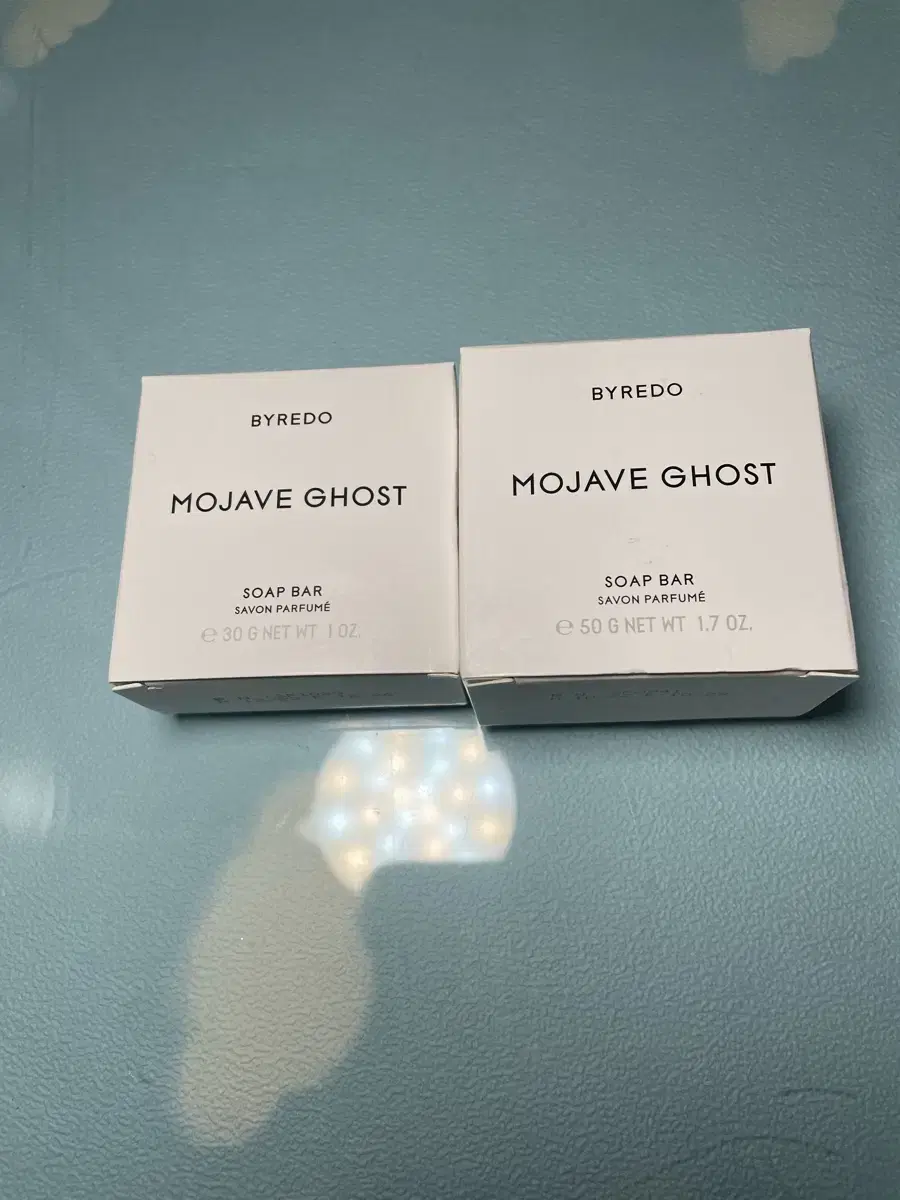 BYREDO
MOJAVE GHOST
SOAP BAR
SAVON PARFUMÉ
℮ 30 G NET WT 1 OZ.
BYREDO
MOJAVE GHOST
SOAP BAR
SAVON PARFUMÉ
℮ 50 G NET WT 1.7 OZ.